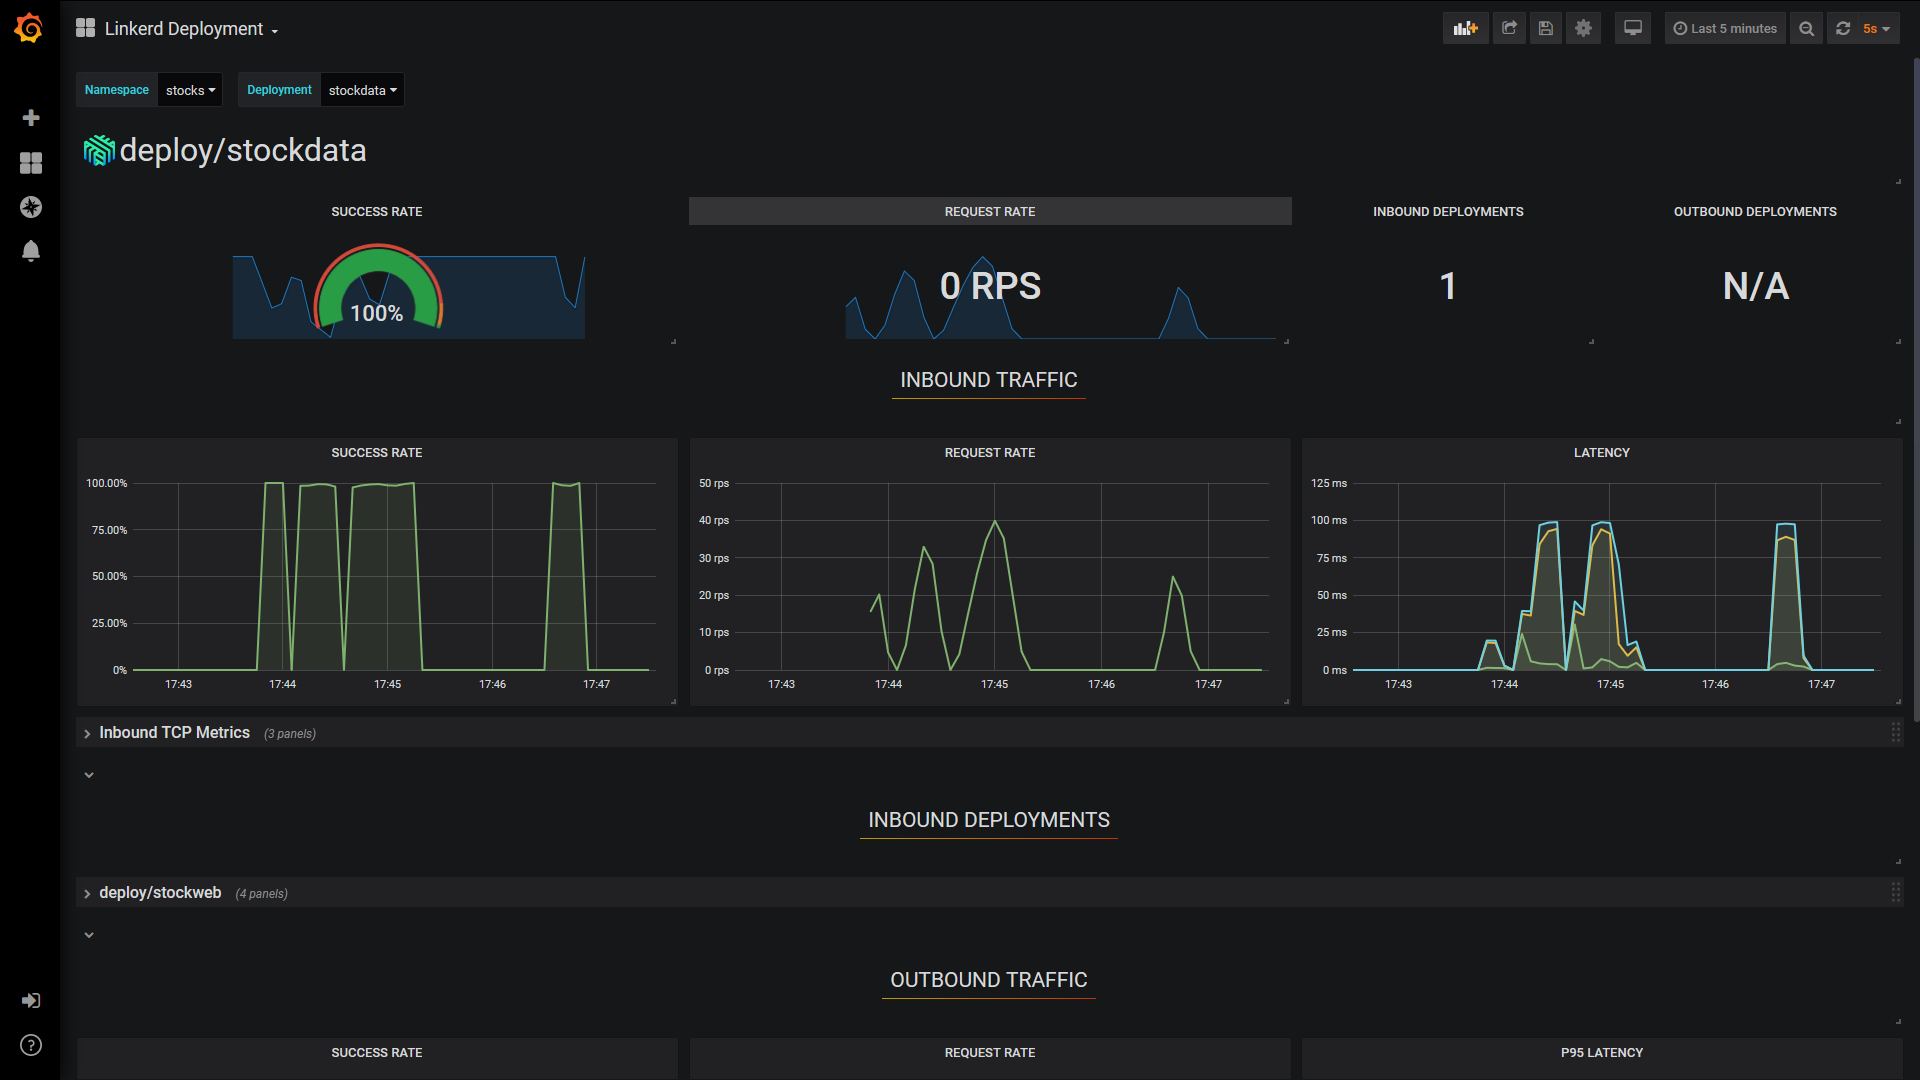 Linkerd Deployment
Last 5 minutes
5s
Namespace stocks Deployment stockdata
deploy/stockdata
SUCCESS RATE
100%
REQUEST RATE
0 RPS
INBOUND DEPLOYMENTS
1
OUTBOUND DEPLOYMENTS
N/A
INBOUND TRAFFIC
SUCCESS RATE
100.00%
75.00%
50.00%
25.00%
0%
17:43 17:44 17:45 17:46 17:47
REQUEST RATE
50 rps
40 rps
30 rps
20 rps
10 rps
0 rps
17:43 17:44 17:45 17:46 17:47
LATENCY
125 ms
100 ms
75 ms
50 ms
25 ms
0 ms
17:43 17:44 17:45 17:46 17:47
Inbound TCP Metrics (3 panels)
INBOUND DEPLOYMENTS
deploy/stockweb (4 panels)
OUTBOUND TRAFFIC
SUCCESS RATE
REQUEST RATE
P95 LATENCY